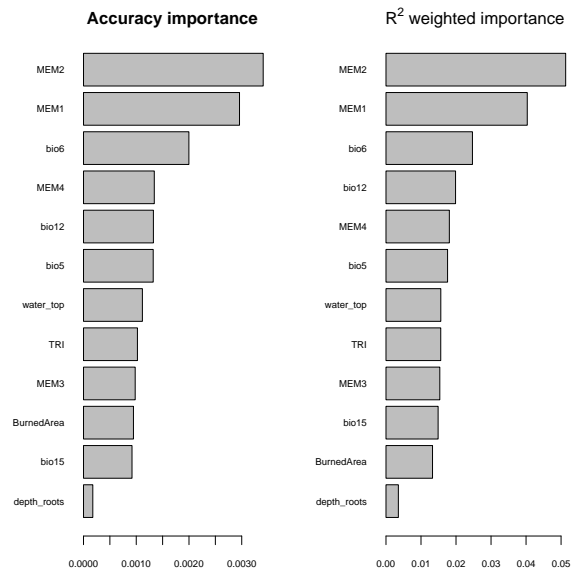 Accuracy importance
MEM2
MEM1
bio6
MEM4
bio12
bio5
water_top
TRI
MEM3
BurnedArea
bio15
depth_roots
0.0000 0.0010 0.0020 0.0030
R² weighted importance
MEM2
MEM1
bio6
bio12
MEM4
bio5
water_top
TRI
MEM3
bio15
BurnedArea
depth_roots
0.00 0.01 0.02 0.03 0.04 0.05